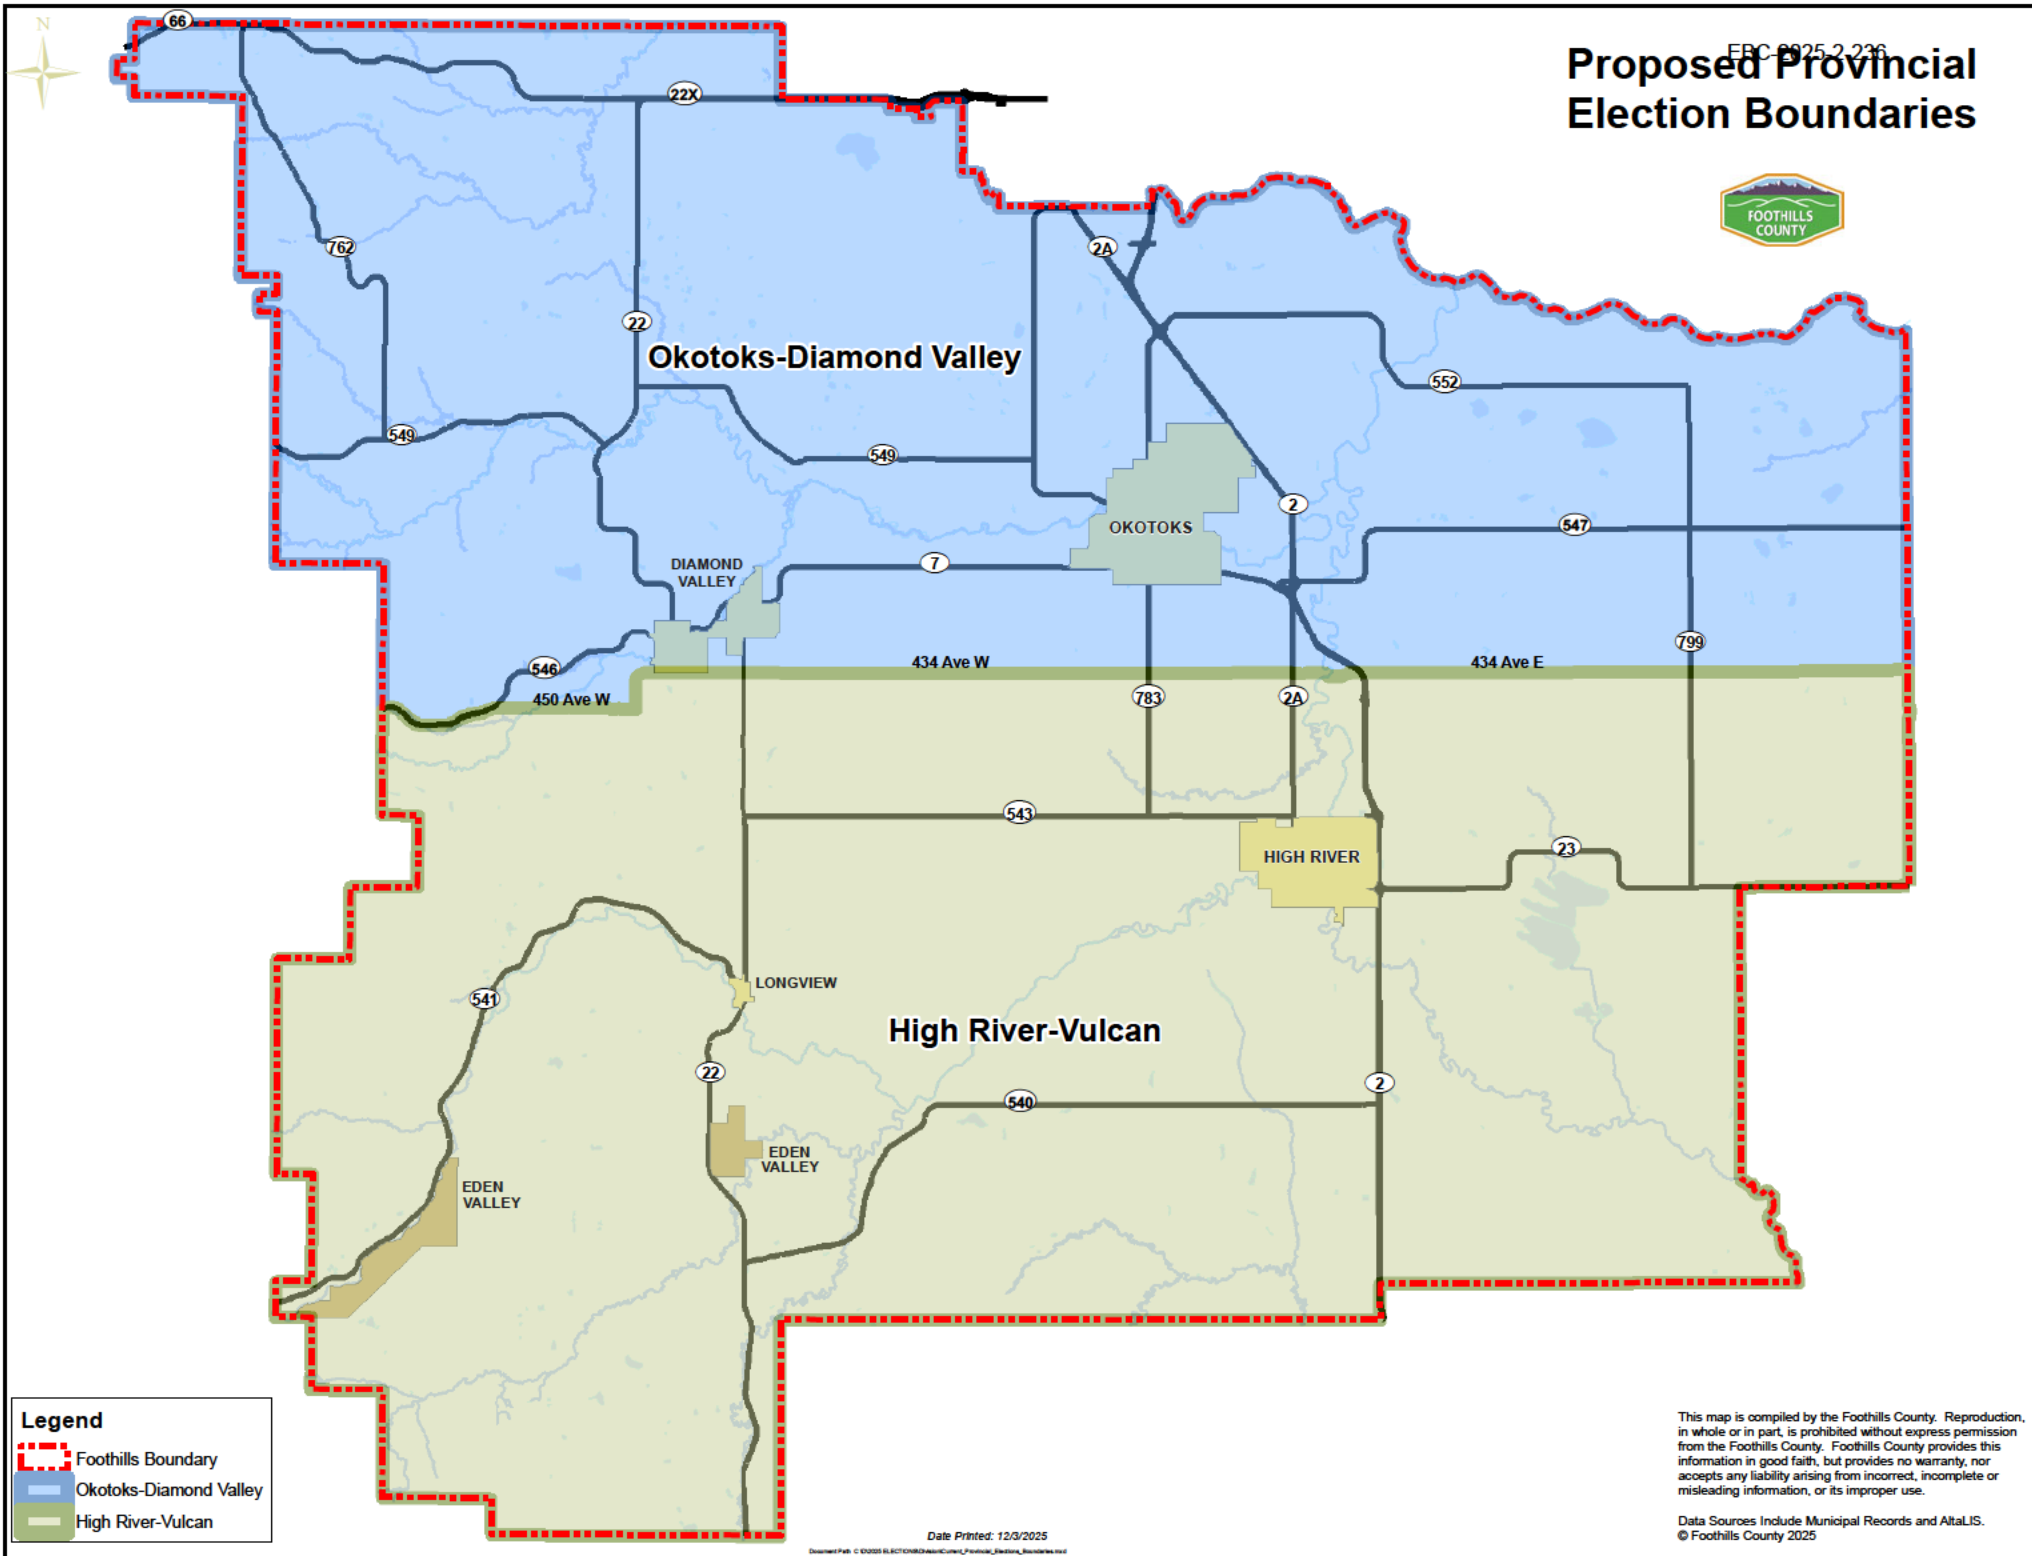 N
66
22X
EBC-2025-2-236
Proposed Provincial
Election Boundaries
FOOTHILLS
COUNTY
762
2A
22
Okotoks-Diamond Valley
552
549
549
2
OKOTOKS
547
DIAMOND
VALLEY
7
799
546
434 Ave W
434 Ave E
450 Ave W
783
2A
543
HIGH RIVER
23
LONGVIEW
541
High River-Vulcan
22
2
540
EDEN
VALLEY
EDEN
VALLEY
Legend
Foothills Boundary
Okotoks-Diamond Valley
High River-Vulcan
This map is compiled by the Foothills County. Reproduction,
in whole or in part, is prohibited without express permission
from the Foothills County. Foothills County provides this
information in good faith, but provides no warranty, nor
accepts any liability arising from incorrect, incomplete or
misleading information, or its improper use.
Data Sources Include Municipal Records and AltaLIS.
© Foothills County 2025
Date Printed: 12/3/2025
Document Path: